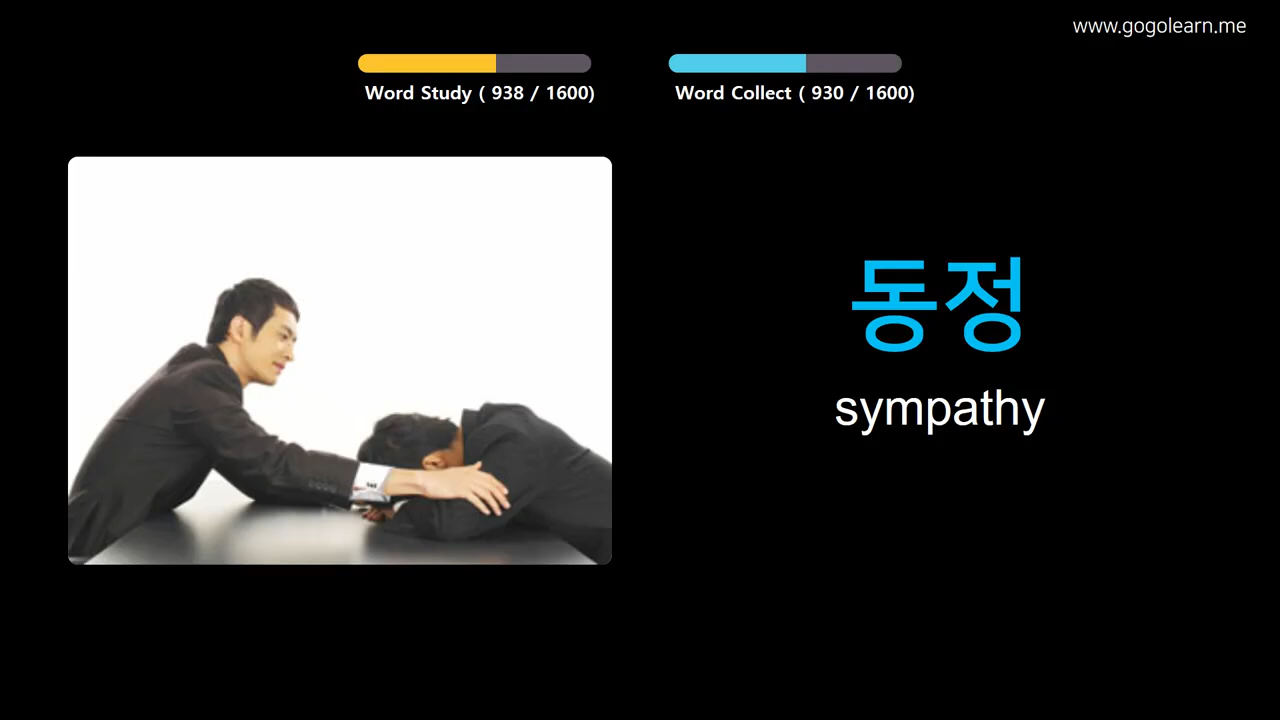 www.gogolearn.me
Word Study ( 938 / 1600)
Word Collect ( 930 / 1600)
동정
sympathy